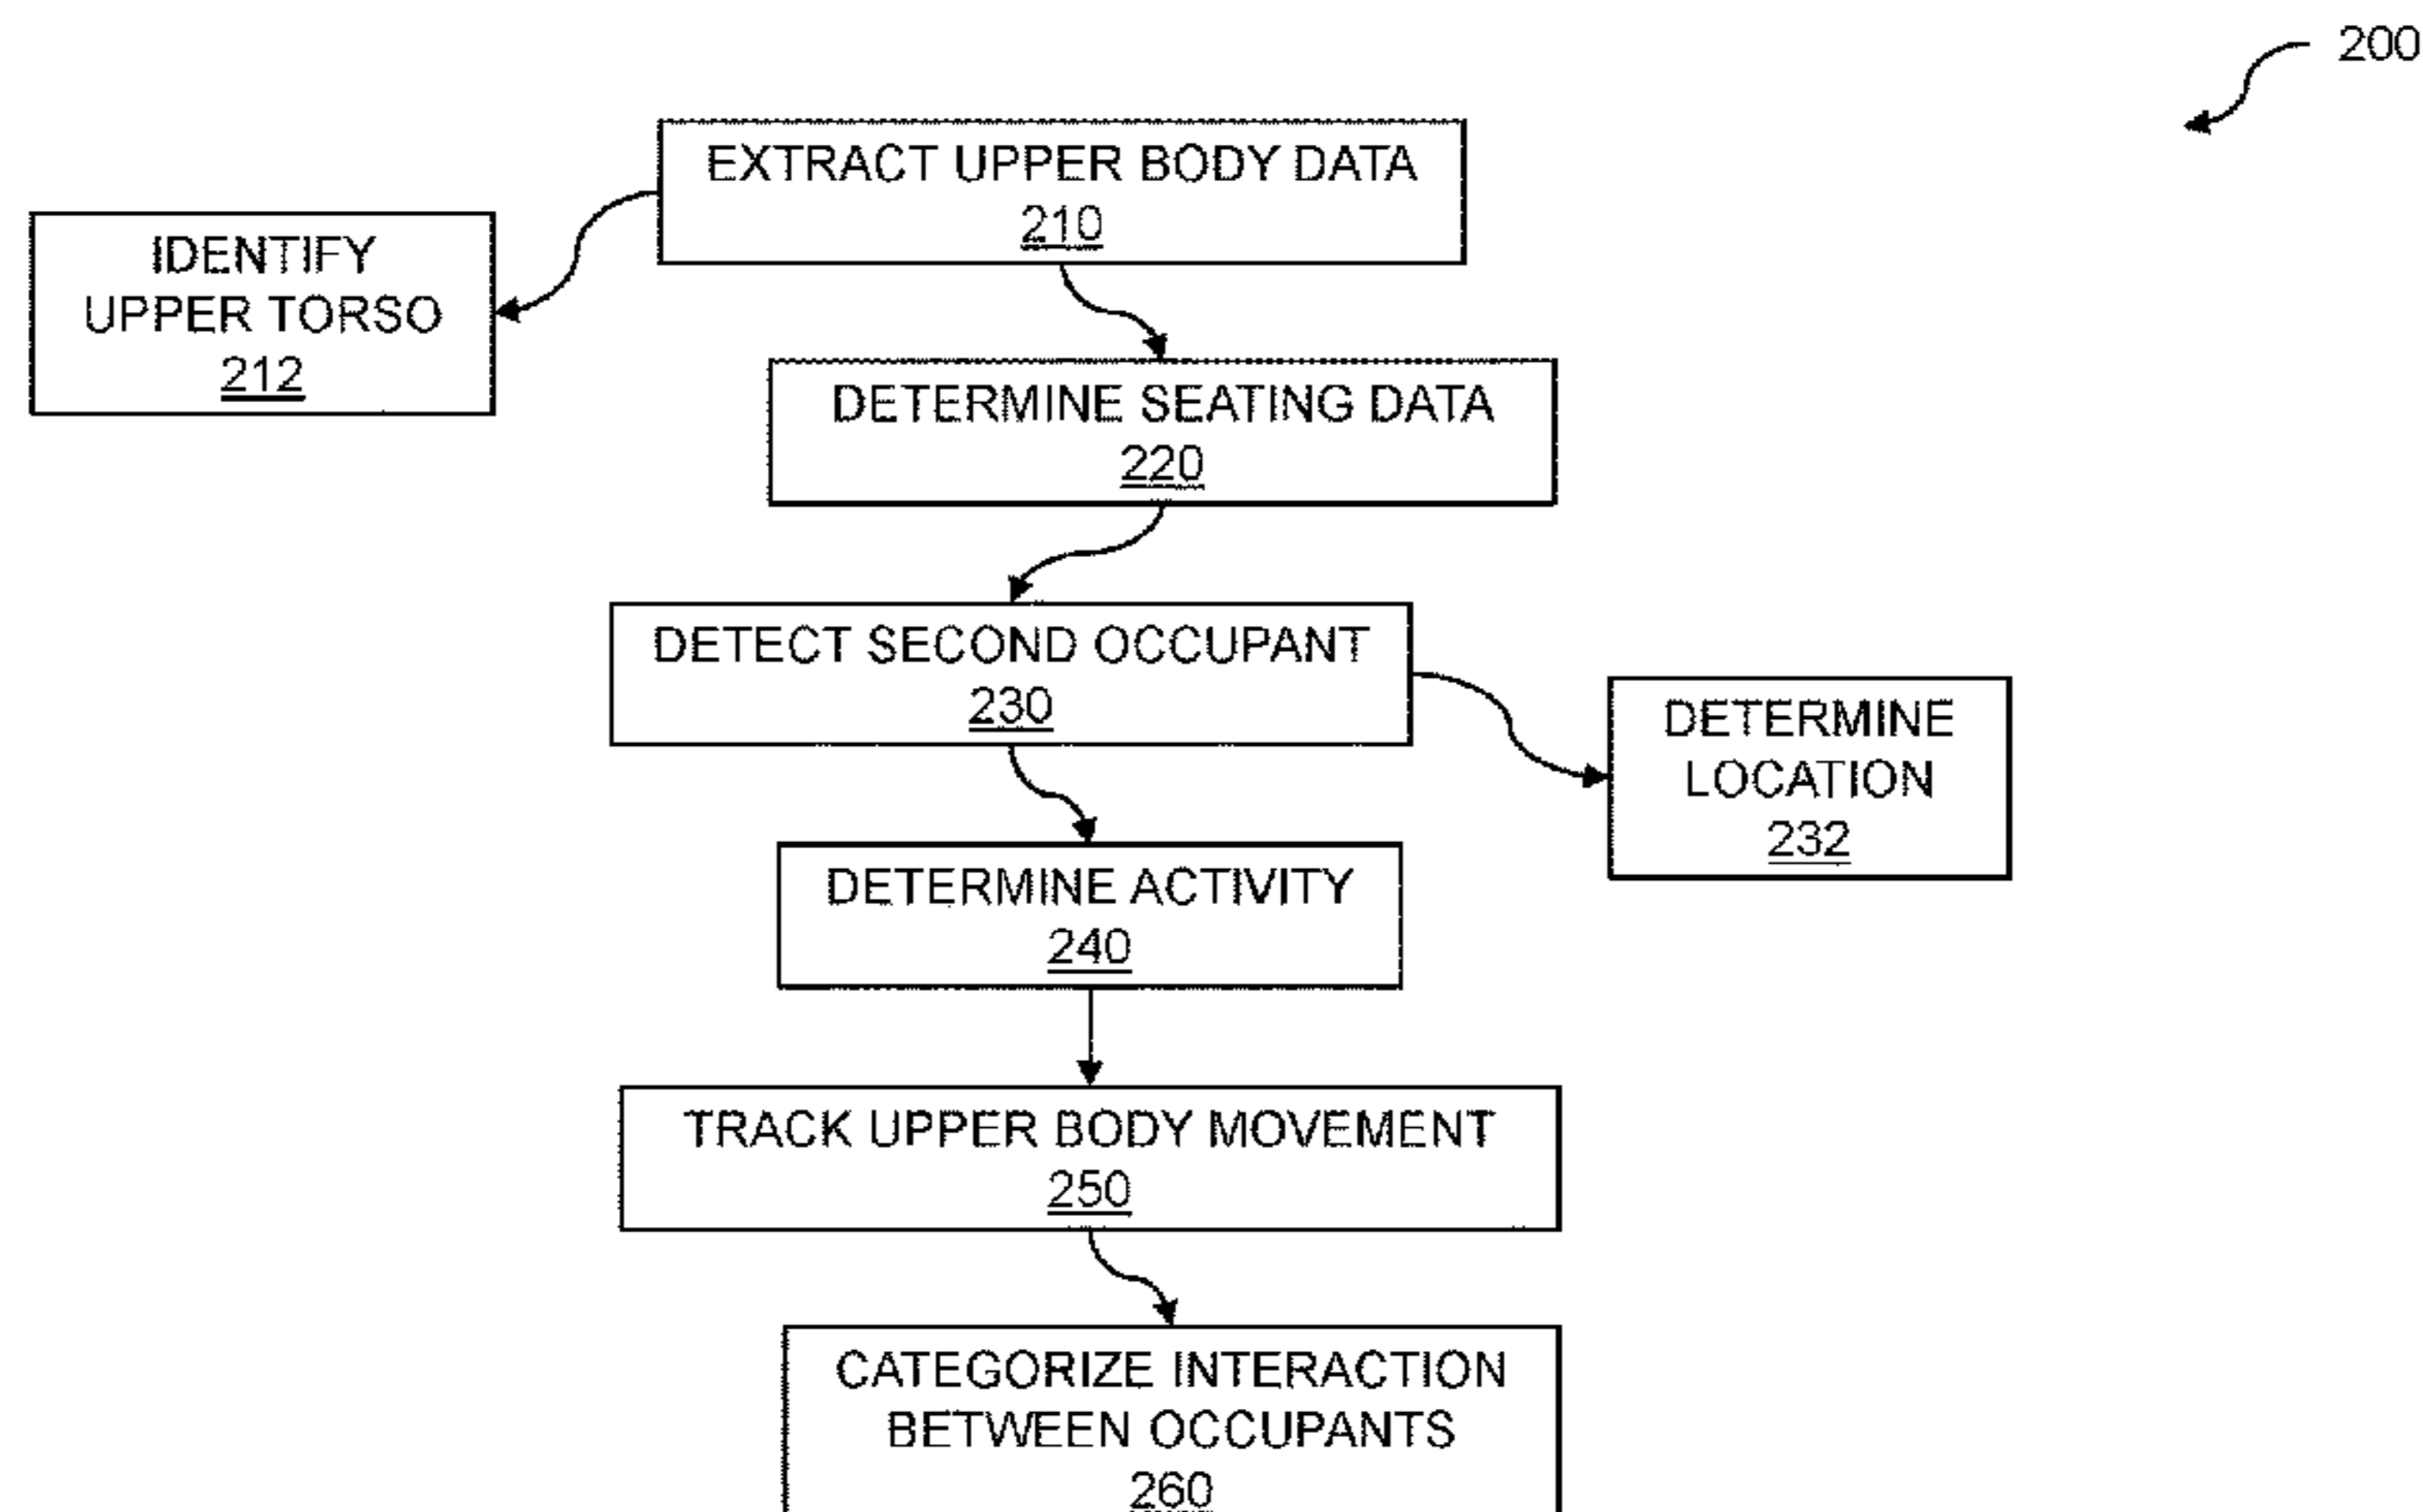 200
EXTRACT UPPER BODY DATA
210
IDENTIFY
UPPER TORSO
212
DETERMINE SEATING DATA
220
DETECT SECOND OCCUPANT
230
DETERMINE
LOCATION
232
DETERMINE ACTIVITY
240
TRACK UPPER BODY MOVEMENT
250
CATEGORIZE INTERACTION
BETWEEN OCCUPANTS
260